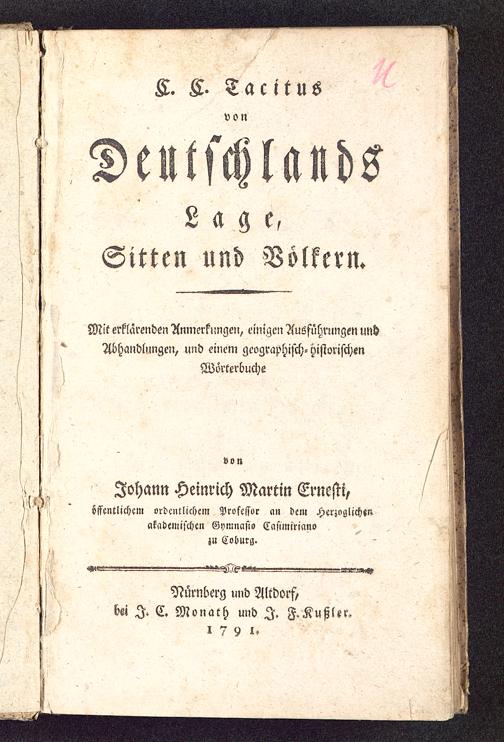 C. C. Tacitus
von
Deutschlands
Lage,
Sitten und Völkern.
Mit erklärenden Anmerkungen, einigen Ausführungen und
Abhandlungen, und einem geographisch-historischen
Wörterbuche
von
Johann Heinrich Martin Ernesti,
öffentlichem ordentlichem Professor an dem Herzoglichen
akademischen Gymnasio Casimiriano
zu Coburg.
Nürnberg und Altdorf,
bei J. C. Monath und J. F. Kußler.
1791.